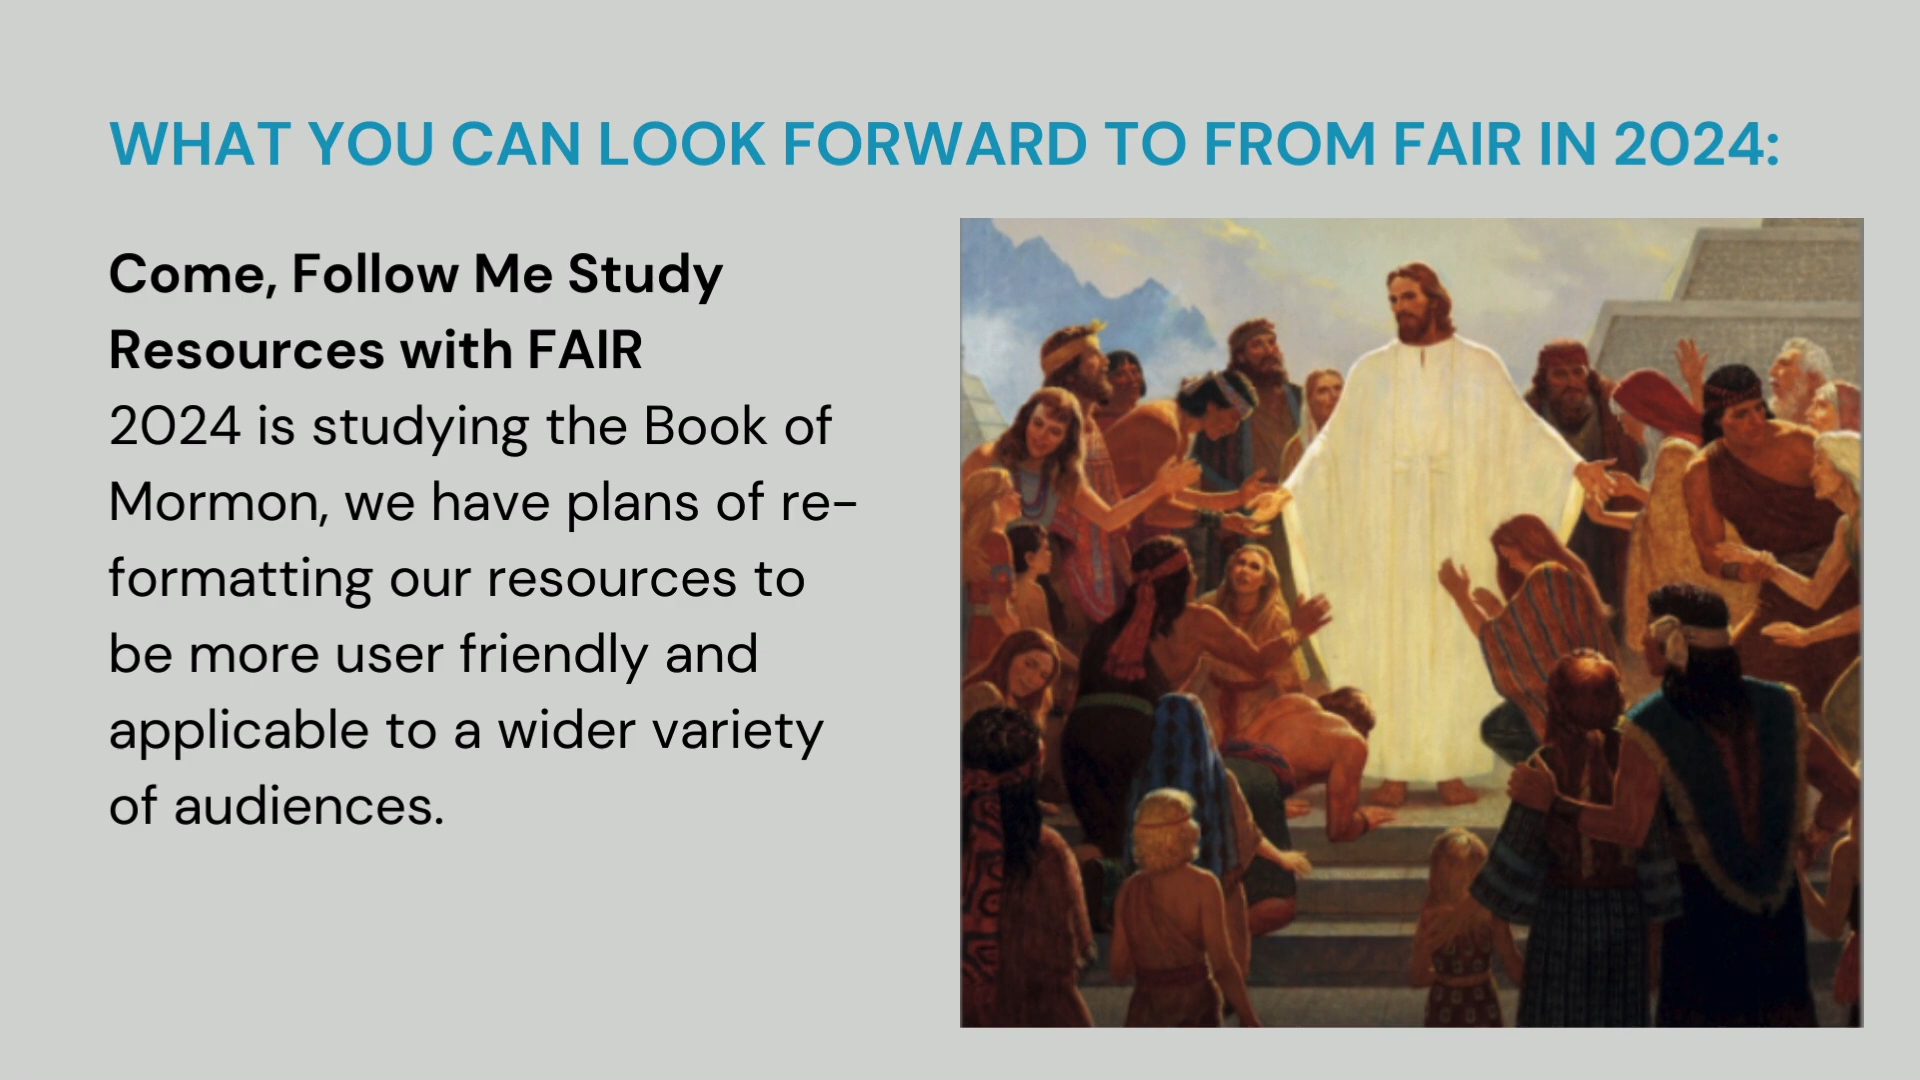 WHAT YOU CAN LOOK FORWARD TO FROM FAIR IN 2024:
Come, Follow Me Study
Resources with FAIR
2024 is studying the Book of
Mormon, we have plans of re-
formatting our resources to
be more user friendly and
applicable to a wider variety
of audiences.